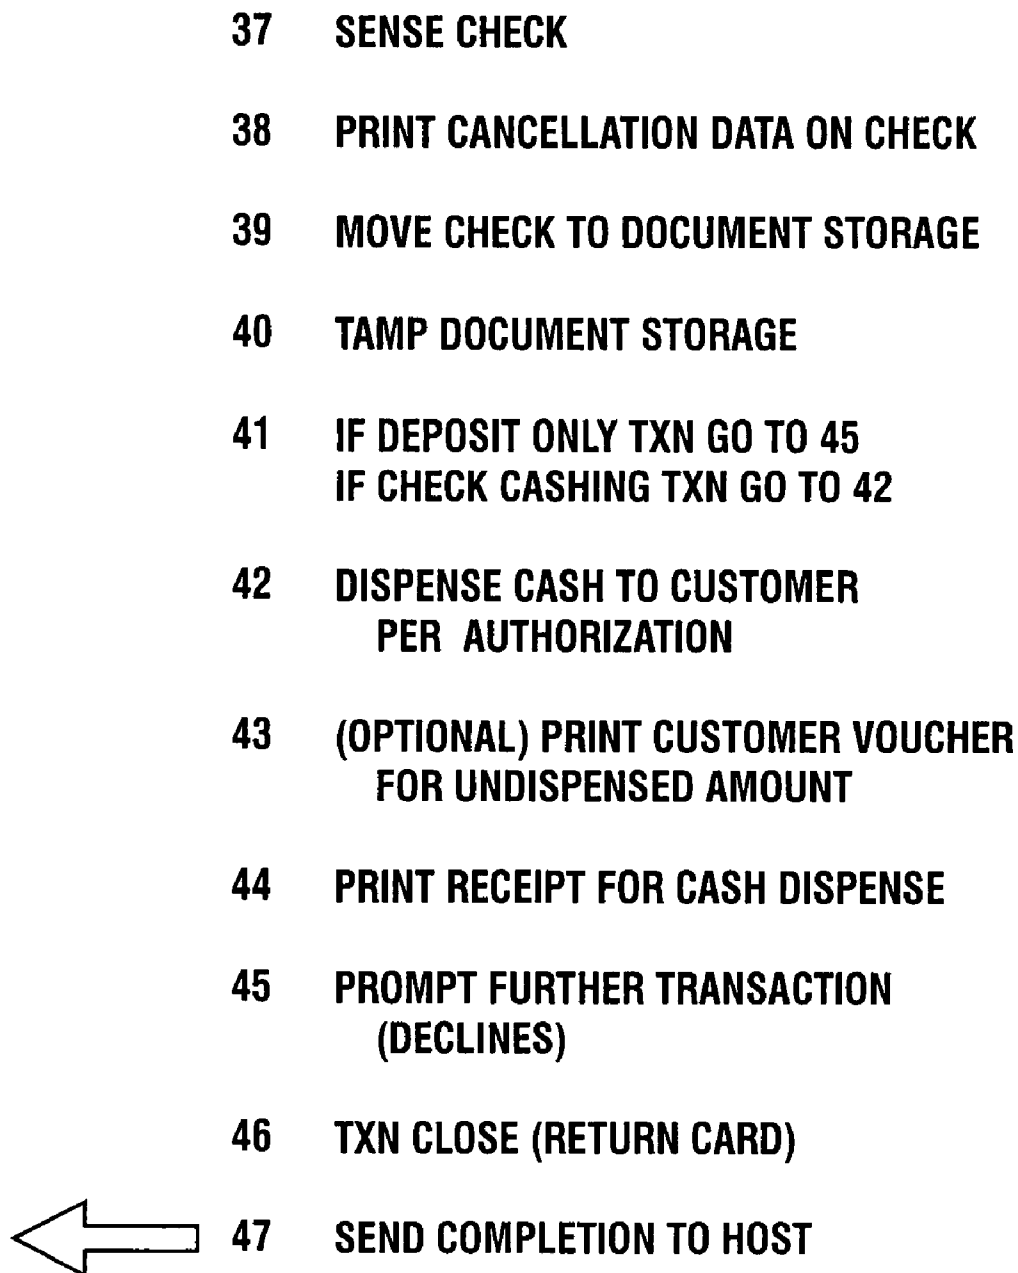 37 SENSE CHECK
38 PRINT CANCELLATION DATA ON CHECK
39 MOVE CHECK TO DOCUMENT STORAGE
40 TAMP DOCUMENT STORAGE
41 IF DEPOSIT ONLY TXN GO TO 45
IF CHECK CASHING TXN GO TO 42
42 DISPENSE CASH TO CUSTOMER
PER AUTHORIZATION
43 (OPTIONAL) PRINT CUSTOMER VOUCHER
FOR UNDISPENSED AMOUNT
44 PRINT RECEIPT FOR CASH DISPENSE
45 PROMPT FURTHER TRANSACTION
(DECLINES)
46 TXN CLOSE (RETURN CARD)
47 SEND COMPLETION TO HOST